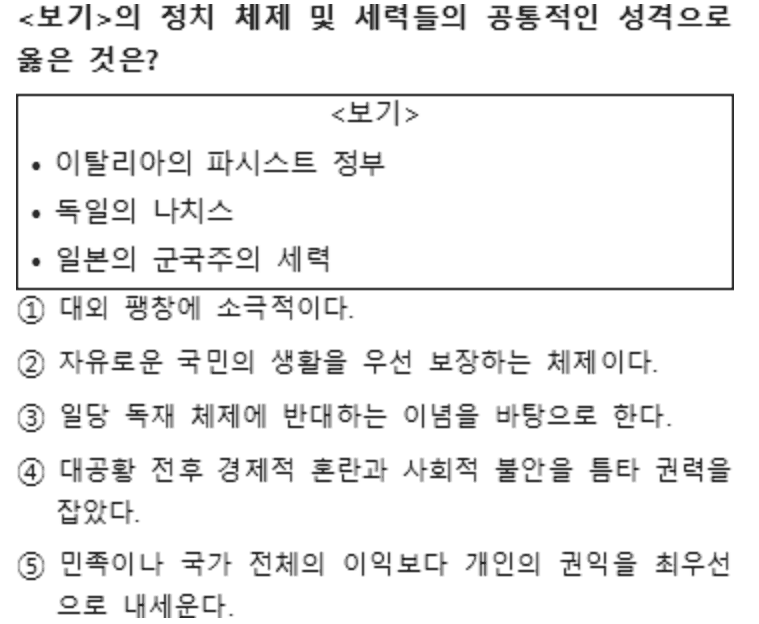 <보기>의 정치 체제 및 세력들의 공통적인 성격으로
옳은 것은?
<보기>
• 이탈리아의 파시스트 정부
• 독일의 나치스
• 일본의 군국주의 세력
① 대외 팽창에 소극적이다.
② 자유로운 국민의 생활을 우선 보장하는 체제이다.
③ 일당 독재 체제에 반대하는 이념을 바탕으로 한다.
④ 대공황 전후 경제적 혼란과 사회적 불안을 틈타 권력을
잡았다.
⑤ 민족이나 국가 전체의 이익보다 개인의 권익을 최우선
으로 내세운다.